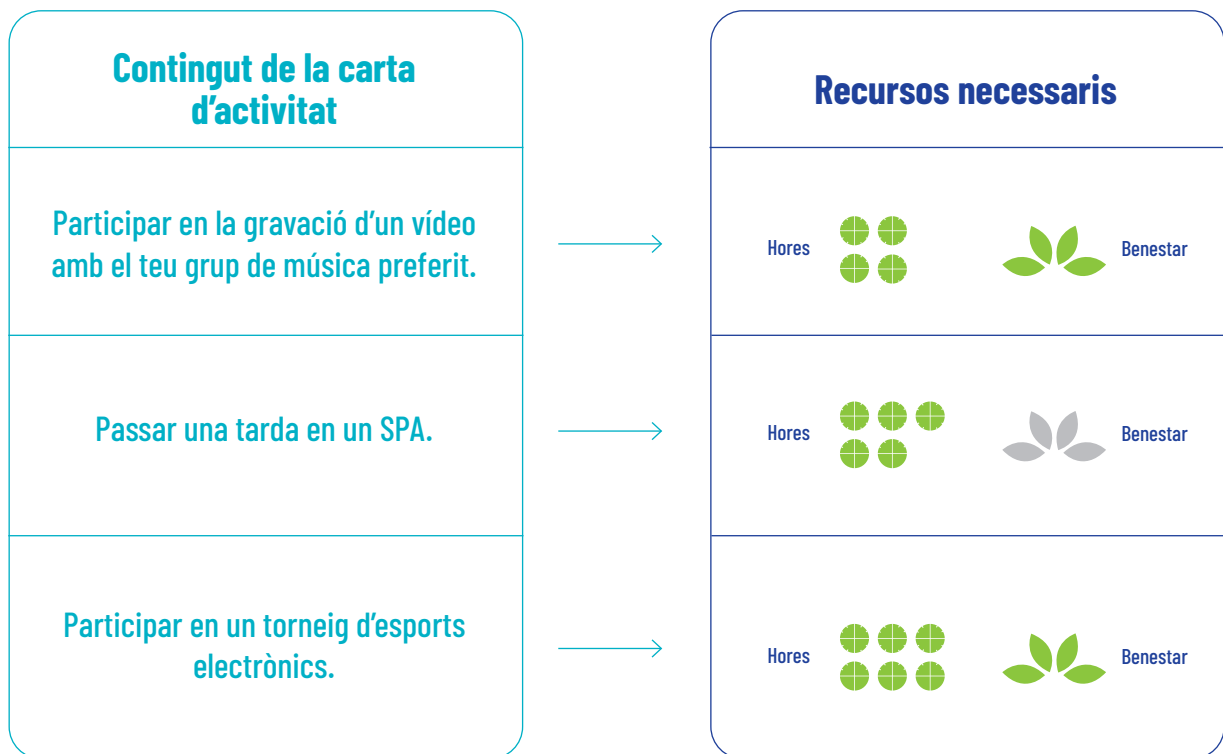 Contingut de la carta
d’activitat
Recursos necessaris
Participar en la gravació d’un vídeo
amb el teu grup de música preferit.
Hores
Benestar
Passar una tarda en un SPA.
Hores
Benestar
Participar en un torneig d’esports
electrònics.
Hores
Benestar